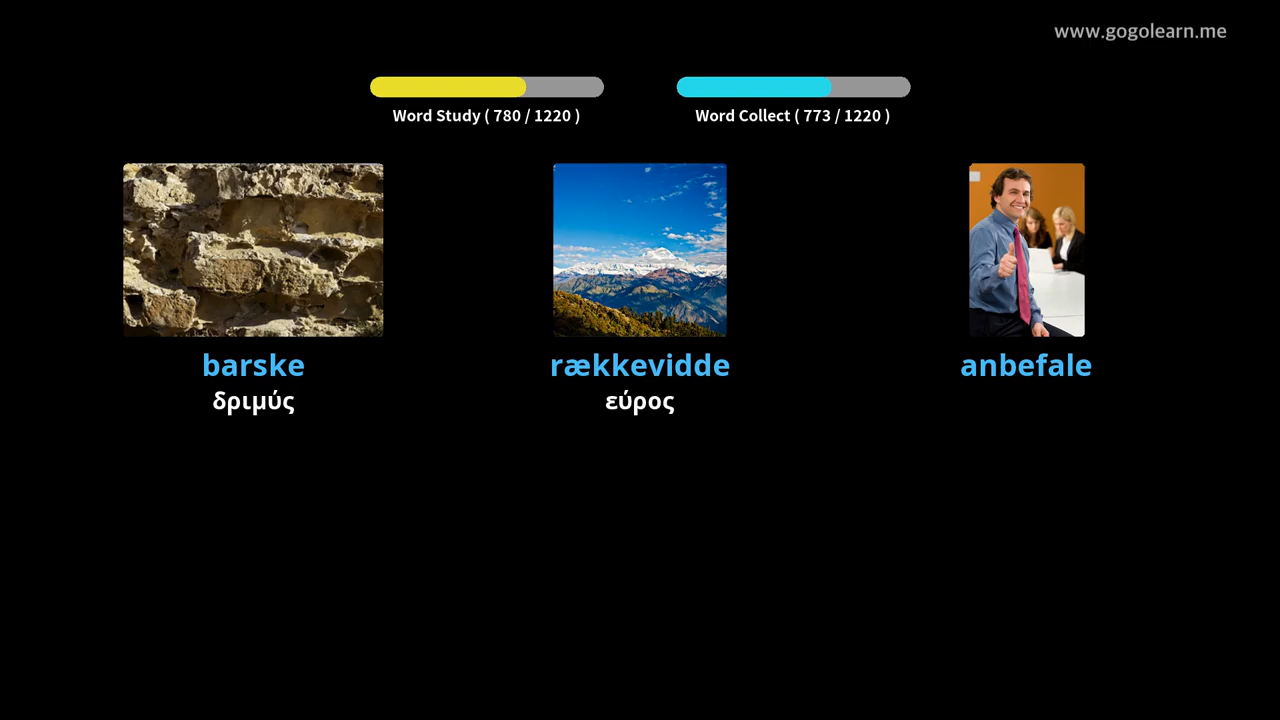 www.gogolearn.me
Word Study ( 780 / 1220 )
Word Collect ( 773 / 1220 )
barske
δριμύς
rækkevidde
εύρος
anbefale